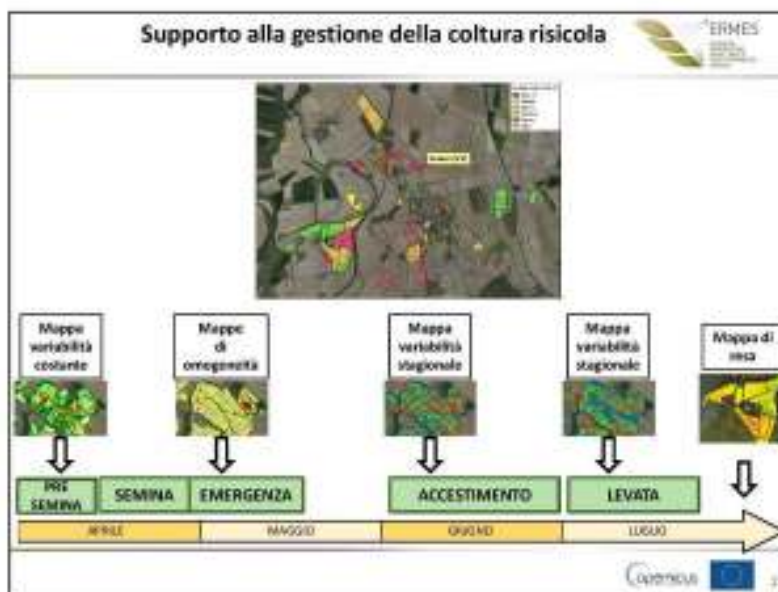 Supporto alla gestione della coltura risicola
ERMES
Mappa
variabilità
costante
Mappe
di
omogeneità
Mappa
variabilità
stagionale
Mappa
variabilità
stagionale
Mappa di
resa
PRE
SEMINA
SEMINA
EMERGENZA
ACCESTIMENTO
LEVATA
APRILE
MAGGIO
GIUGNO
LUGLIO
Copernicus